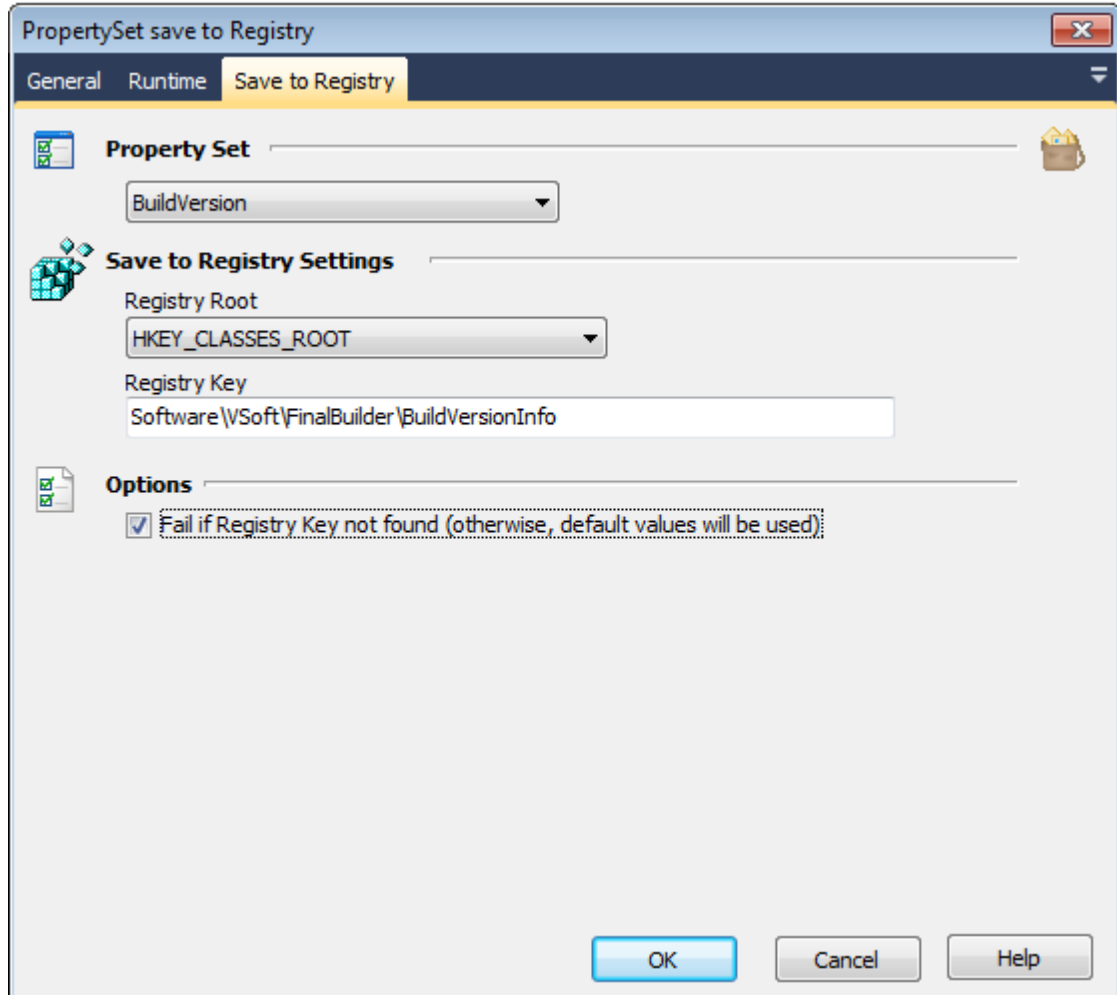 PropertySet save to Registry
General Runtime Save to Registry
Property Set
BuildVersion
Save to Registry Settings
Registry Root
HKEY_CLASSES_ROOT
Registry Key
Software\VSoft\FinalBuilder\BuildVersionInfo
Options
Fail if Registry Key not found (otherwise, default values will be used)
OK Cancel Help